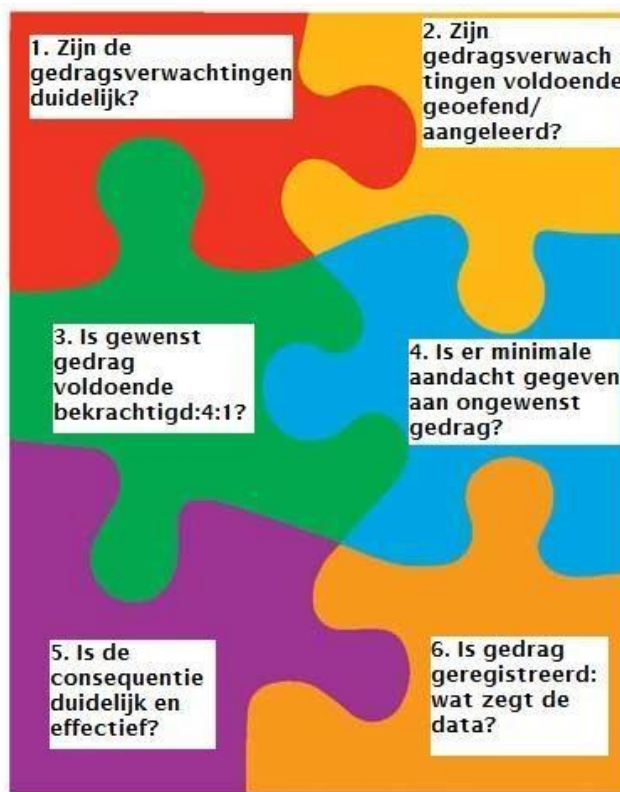 1. Zijn de
gedragsverwachtingen
duidelijk?
2. Zijn
gedragsverwach
tingen voldoende
geoefend/
aangeleerd?
3. Is gewenst
gedrag
voldoende
bekrachtigd:4:1?
4. Is er minimale
aandacht gegeven
aan ongewenst
gedrag?
5. Is de
consequentie
duidelijk en
effectief?
6. Is gedrag
geregistreerd:
wat zegt de
data?